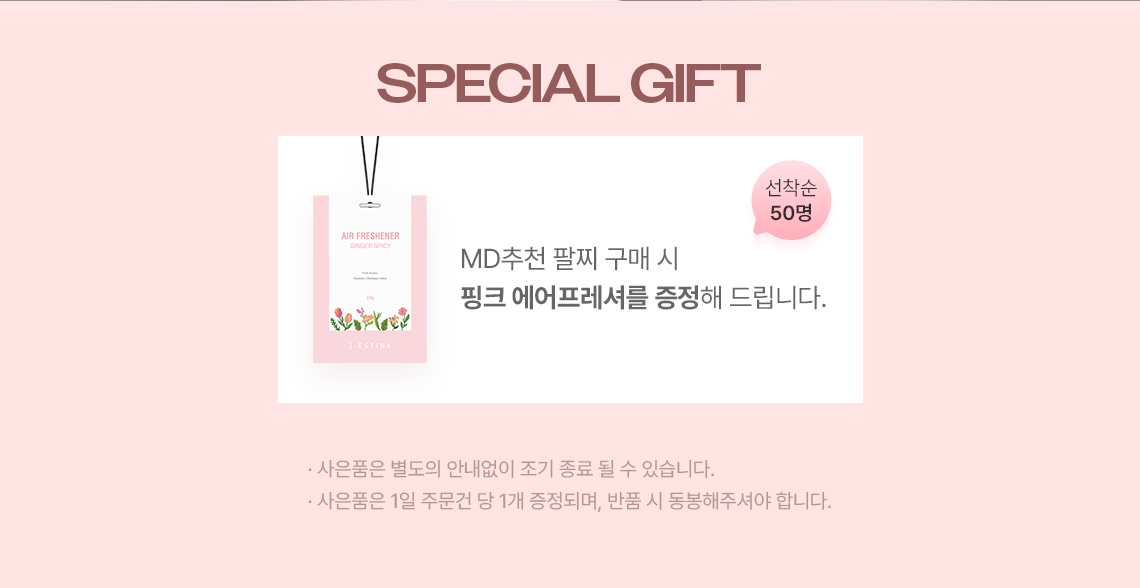 SPECIAL GIFT
선착순
50명
AIR FRESHENER
GINGER SPICY
J·ESTINA
MD추천 팔찌 구매 시
핑크 에어프레셔를 증정해 드립니다.
· 사은품은 별도의 안내없이 조기 종료 될 수 있습니다.
· 사은품은 1일 주문건 당 1개 증정되며, 반품 시 동봉해주셔야 합니다.